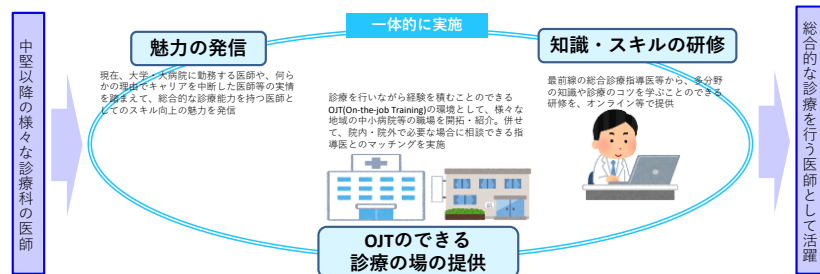 中堅以降の様々な診療科の医師
一体的に実施
魅力の発信
現在、大学・大病院に勤務する医師や、何ら
かの理由でキャリアを中断した医師等の実情
を踏まえて、総合的な診療能力を持つ医師と
してのスキル向上の魅力を発信
診療を行いながら経験を積むことのできる
OJT(On-the-job Training)の環境として、様々な
地域の中小病院等の職場を開拓・紹介。併せ
て、院内・院外で必要な場合に相談できる指
導医とのマッチングを実施
知識・スキルの研修
最前線の総合診療指導医等から、多分野
の知識や診療のコツを学ぶことのできる
研修を、オンライン等で提供
OJTのできる
診療の場の提供
総合的な診療を行う医師として活躍